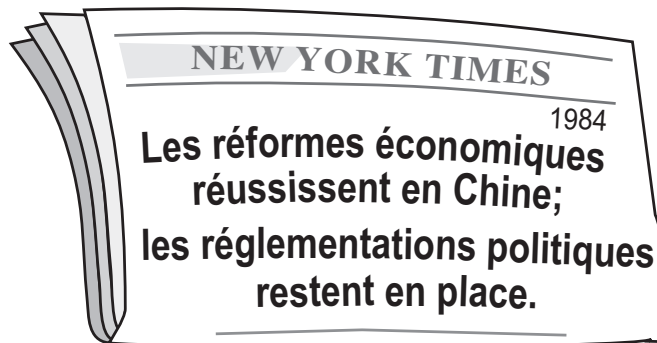 NEW YORK TIMES
1984
Les réformes économiques
réussissent en Chine;
les réglementations politiques
restent en place.